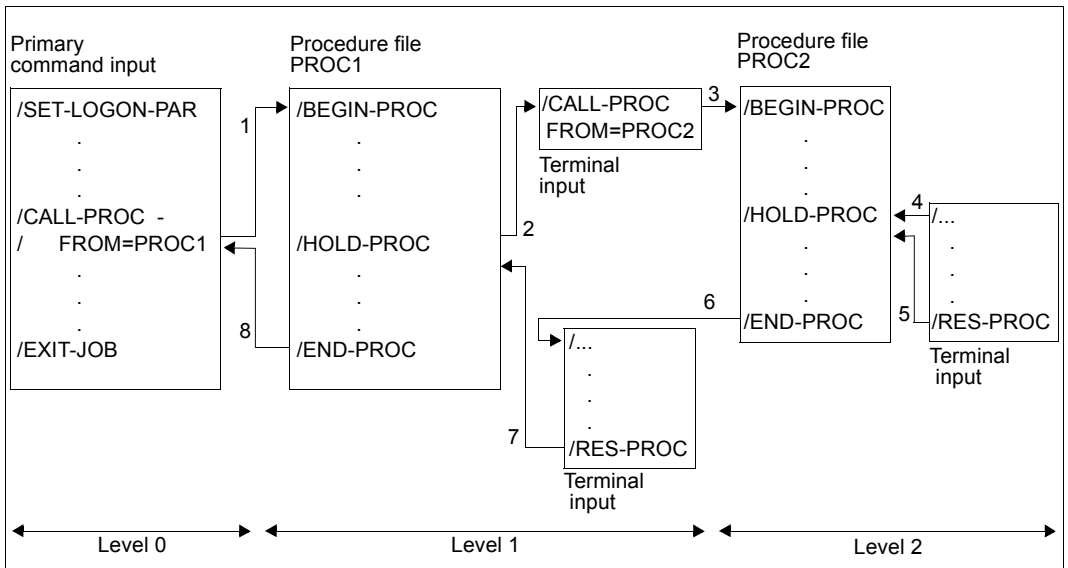 Primary
command input
/SET-LOGON-PAR
.
.
.
/CALL-PROC -
/ FROM=PROC1
.
.
.
/EXIT-JOB
1
8
Procedure file
PROC1
/BEGIN-PROC
.
.
.
/HOLD-PROC
.
.
.
/END-PROC
2
/CALL-PROC
FROM=PROC2
Terminal
input
3
7
/...
.
.
.
/RES-PROC
Terminal
input
6
Procedure file
PROC2
/BEGIN-PROC
.
.
.
/HOLD-PROC
.
.
.
/END-PROC
4
5
/...
.
.
.
/RES-PROC
Terminal
input
Level 0
Level 1
Level 2